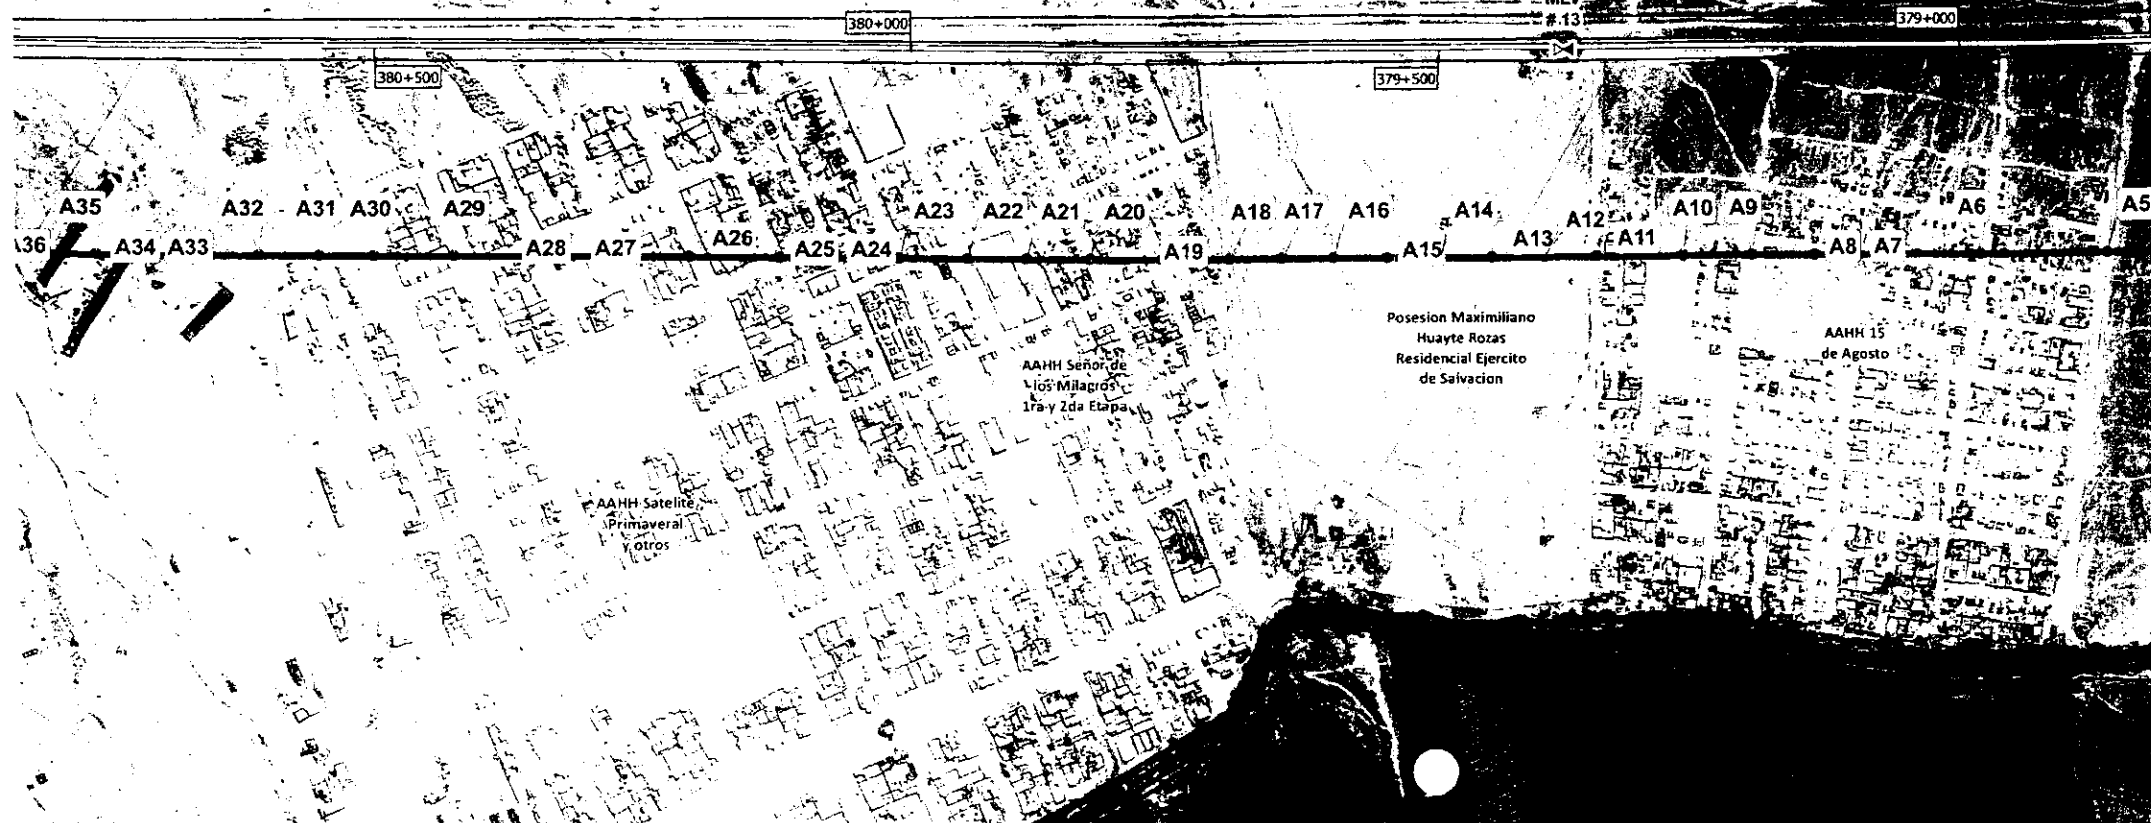 380+000
#.13
379+000
380+500
379+500
A35
A32
A31
A30
A29
A23
A22
A21
A20
A18
A17
A16
A14
A12
A10
A9
A6
A5
A36
A34
A33
A28
A27
A26
A25
A24
A19
A15
A13
A11
A8
A7
Posesion Maximiliano
Huayte Rozas
Residencial Ejercito
de Salvacion
AAHH 15
de Agosto
AAHH Señor de
los Milagros
1ra y 2da Etapa
AAHH Satelite
Primaveral
y otros